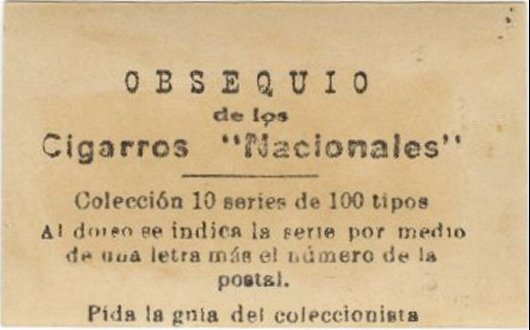 OBSEQUIO
de los
Cigarros "Nacionales"
Colección 10 series de 100 tipos
Al dorso se indica la serie por medio
de una letra más el número de la
postal.
Pida la guia del coleccionista